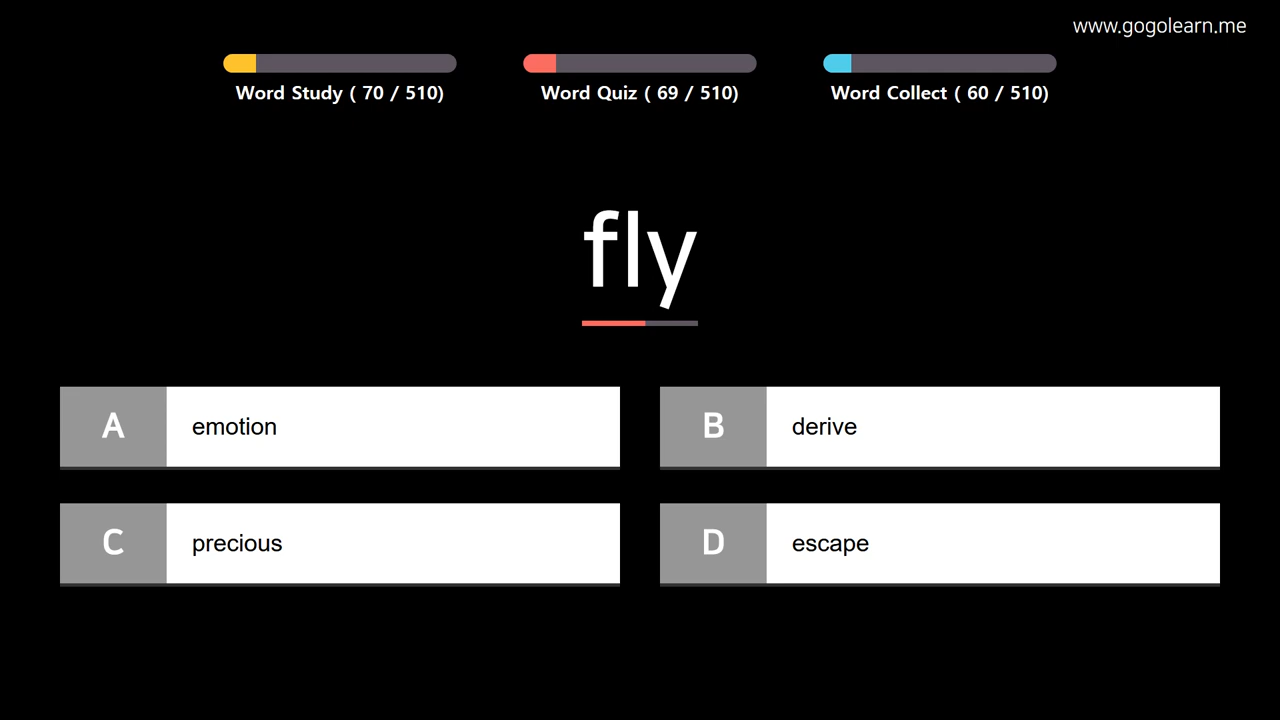 www.gogolearn.me
Word Study ( 70 / 510)
Word Quiz ( 69 / 510)
Word Collect ( 60 / 510)
fly
A emotion
B derive
C precious
D escape